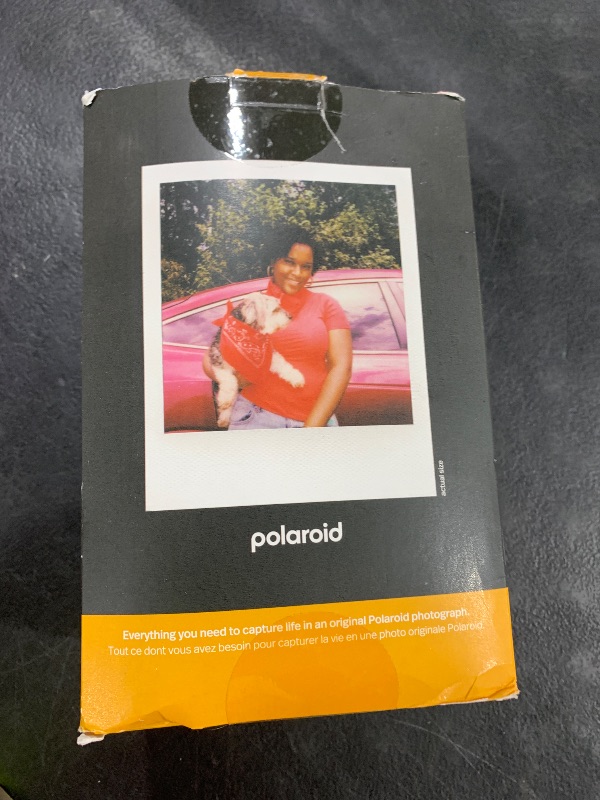 actual size
polaroid
Everything you need to capture life in an original Polaroid photograph.
Tout ce dont vous avez besoin pour capturer la vie en une photo originale Polaroid.